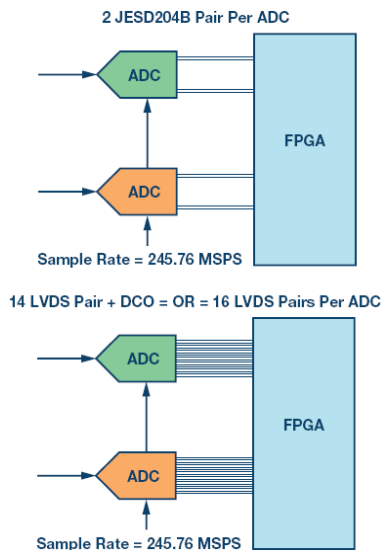 2 JESD204B Pair Per ADC
ADC
FPGA
ADC
Sample Rate = 245.76 MSPS
14 LVDS Pair + DCO = OR = 16 LVDS Pairs Per ADC
ADC
FPGA
ADC
Sample Rate = 245.76 MSPS